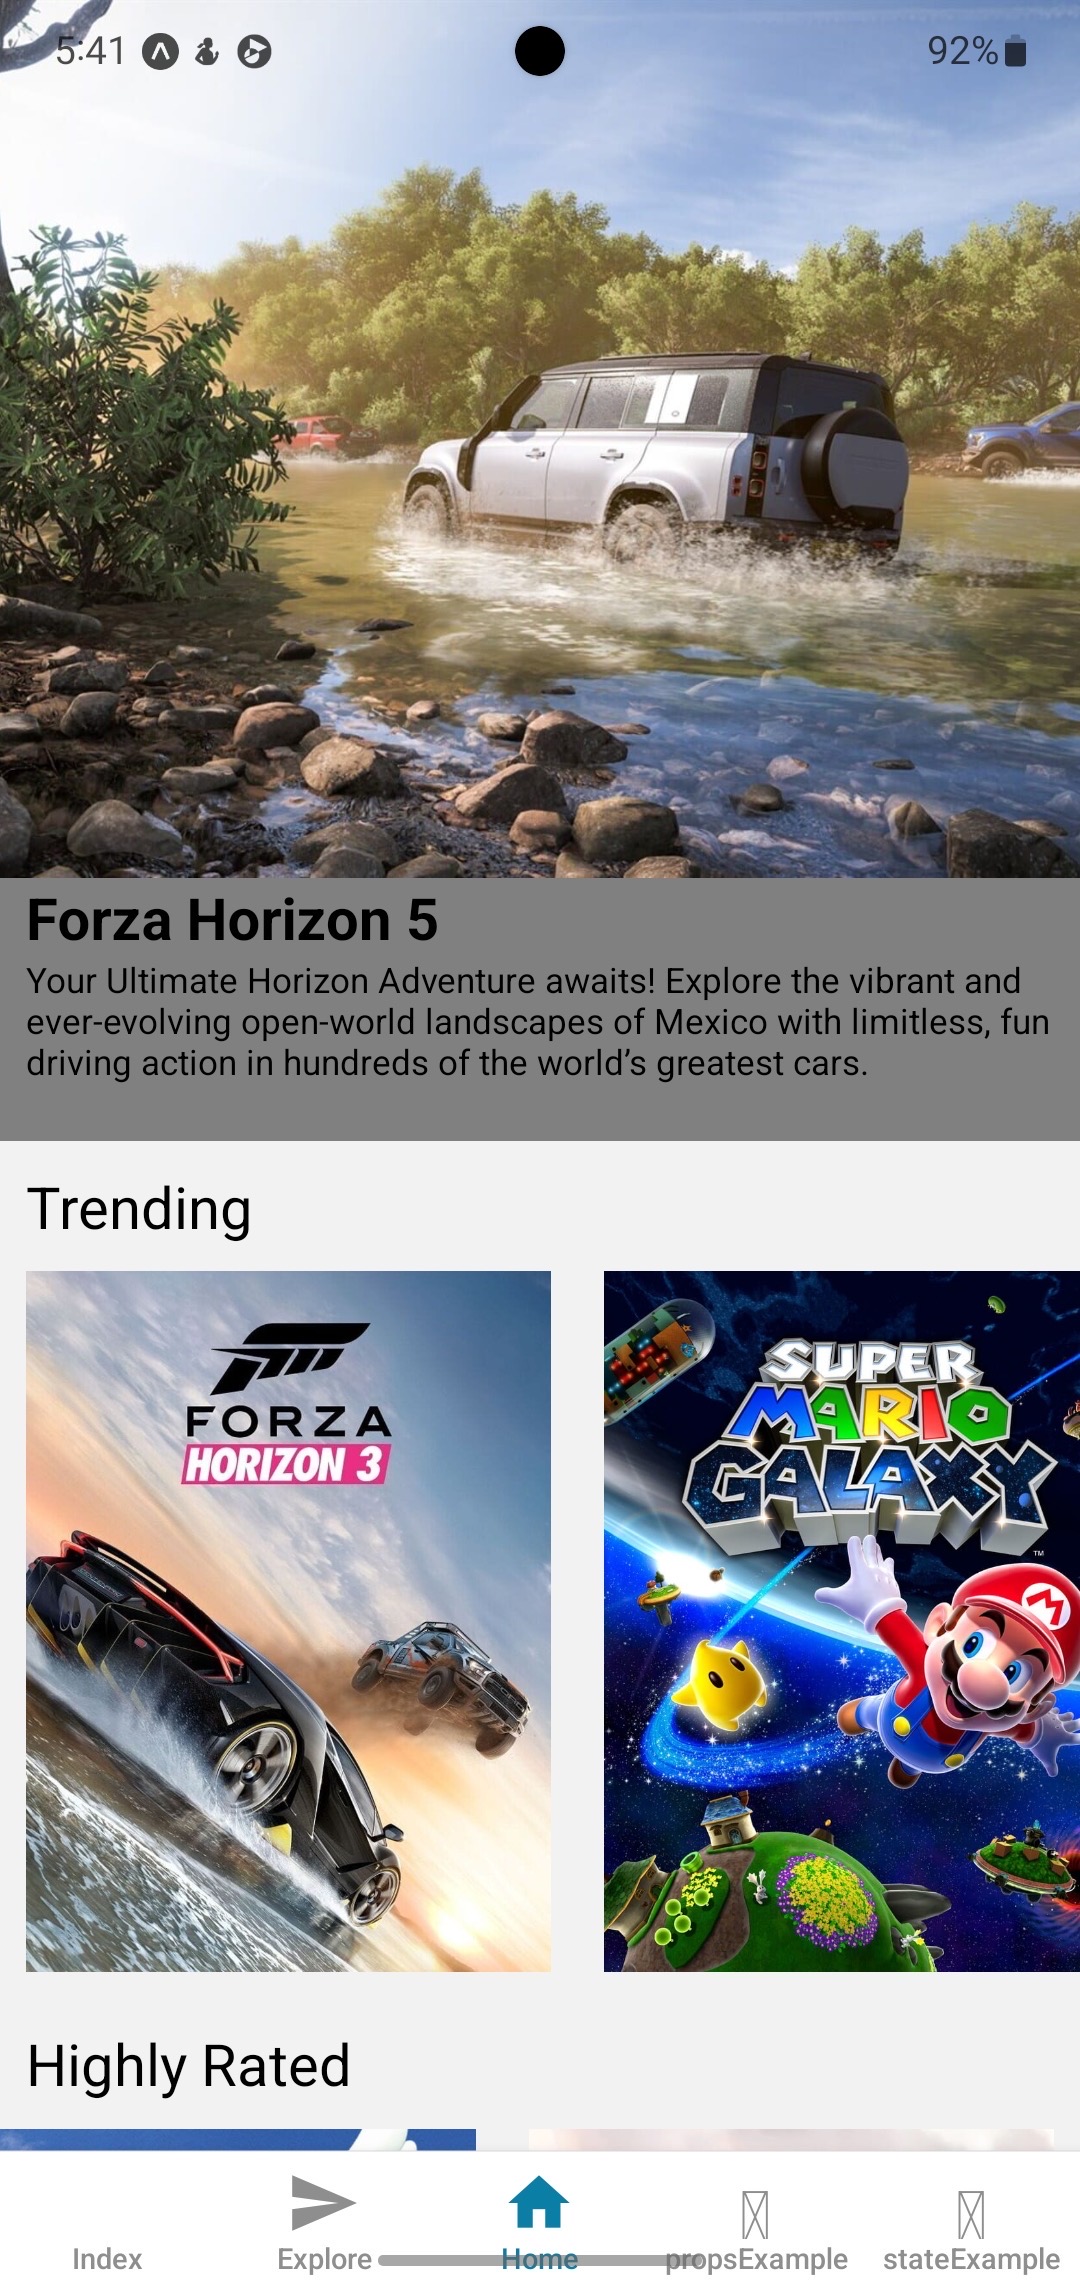 5:41
92%
Forza Horizon 5
Your Ultimate Horizon Adventure awaits! Explore the vibrant and
ever-evolving open-world landscapes of Mexico with limitless, fun
driving action in hundreds of the world’s greatest cars.
Trending
FORZA
HORIZON 3
SUPER
MARIO
GALAXY
TM
M
Highly Rated
Index
Explore
Home
propsExample
stateExample